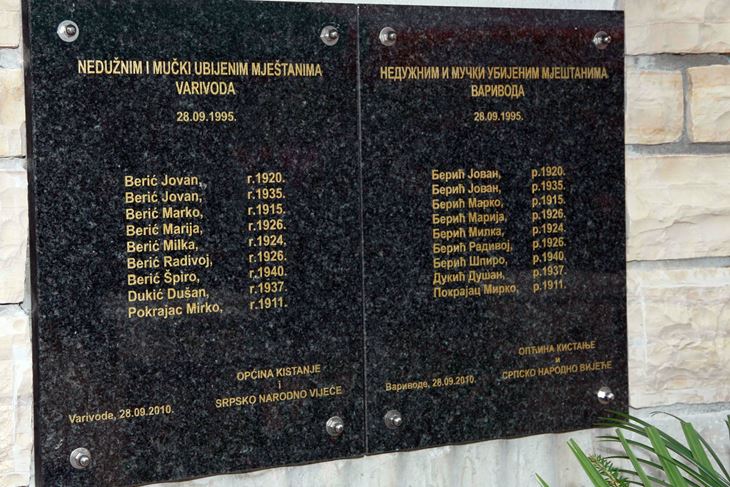 NEDUŽNIM I MUČKI UBIJENIM MJEŠTANIMA
VARIVODA
28.09.1995.
Berić Jovan, r.1920.
Berić Jovan, r.1935.
Berić Marko, r.1915.
Berić Marija, r.1926.
Berić Milka, r.1924.
Berić Radivoj, r.1926.
Berić Špiro, r.1940.
Dukić Dušan, r.1937.
Pokrajac Mirko, r.1911.
OPĆINA KISTANJE
i
SRPSKO NARODNO VIJEĆE
Varivode, 28.09.2010.
НЕДУЖНИМ И МУЧКИ УБИЈЕНИМ МЈЕШТАНИМА
ВАРИВОДА
28.09.1995.
Берић Јован, р.1920.
Берић Јован, р.1935.
Берић Марко, р.1915.
Берић Марија, р.1926.
Берић Милка, р.1924.
Берић Радивој, р.1926.
Берић Шпиро, р.1940
Дукић Душан, р.1937.
Покрајац Мирко, р.1911.
ОПЋИНА КИСТАЊЕ
и
СРПСКО НАРОДНО ВИЈЕЋЕ
Вариводе, 28.09.2010.